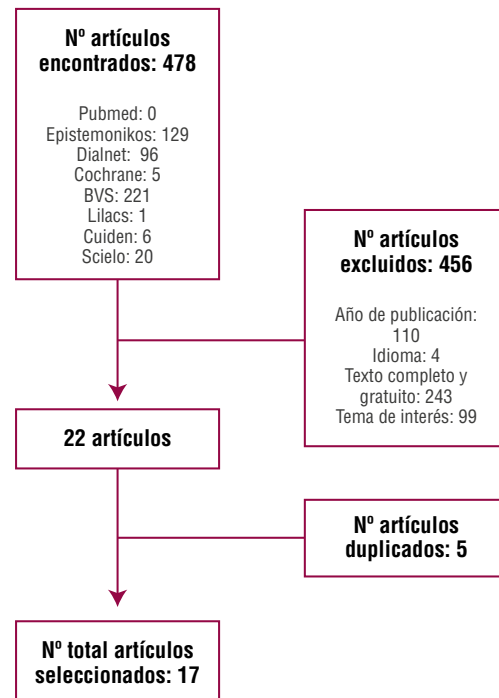 Nº artículos
encontrados: 478
Pubmed: 0
Epistemonikos: 129
Dialnet: 96
Cochrane: 5
BVS: 221
Lilacs: 1
Cuiden: 6
Scielo: 20
Nº artículos
excluidos: 456
Año de publicación:
110
Idioma: 4
Texto completo y
gratuito: 243
Tema de interés: 99
22 artículos
Nº artículos
duplicados: 5
Nº total artículos
seleccionados: 17